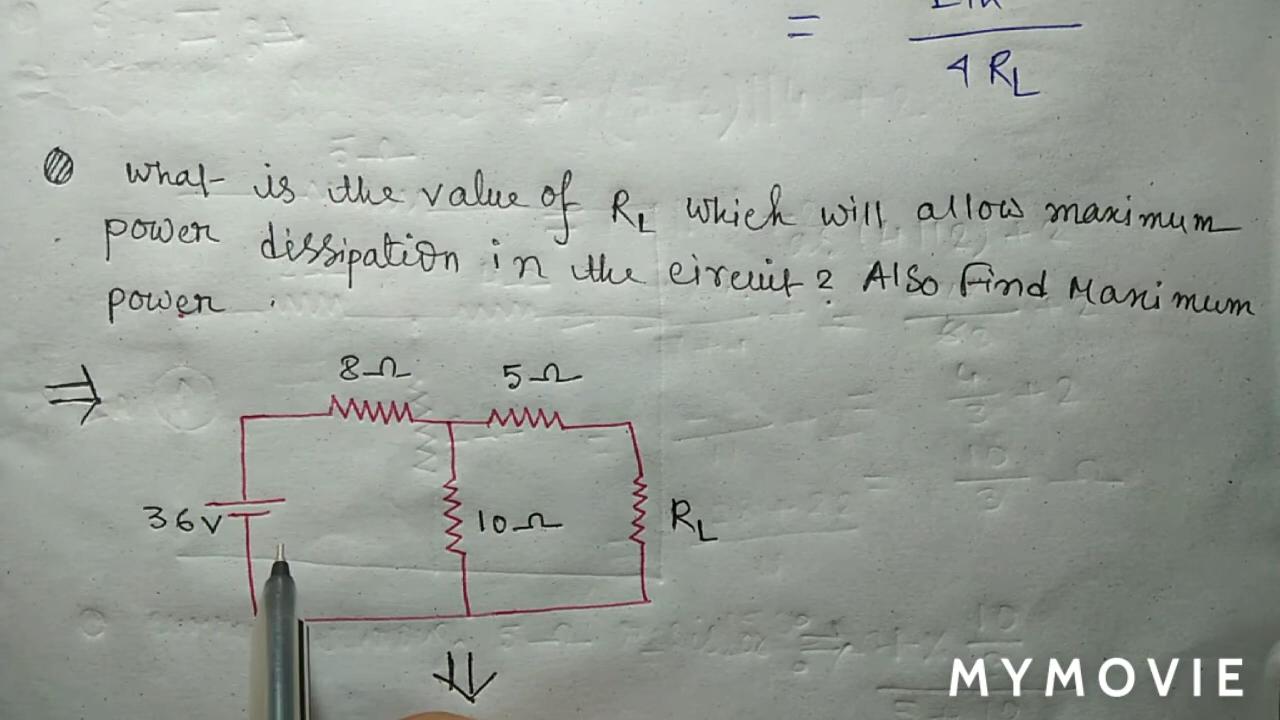 =
4 RL
What is the value of RL which will allow maximum
power dissipation in the circuit? Also Find Maximum
power.
⇒
8Ω
5Ω
36v
10Ω
RL
⇓
MYMOVIE